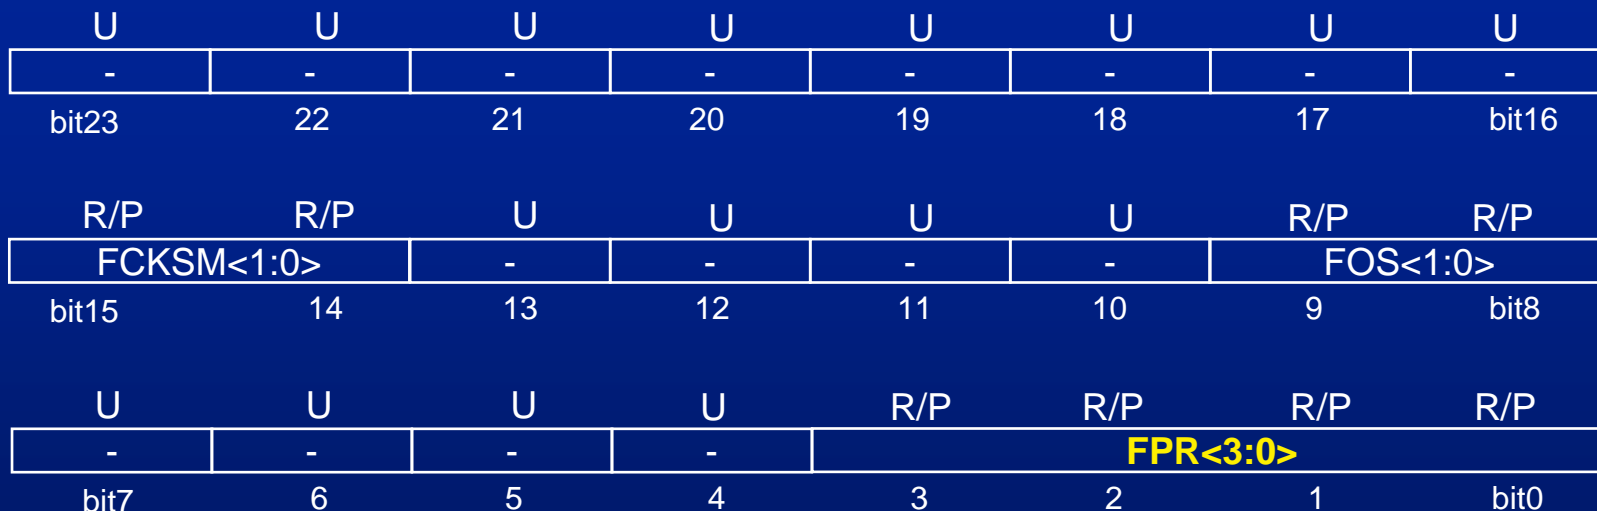 U U U U U U U U
- - - - - - - -
bit23 22 21 20 19 18 17 bit16
R/P R/P U U U U R/P R/P
FCKSM<1:0> - - - - FOS<1:0>
bit15 14 13 12 11 10 9 bit8
U U U U R/P R/P R/P R/P
- - - - FPR<3:0>
bit7 6 5 4 3 2 1 bit0